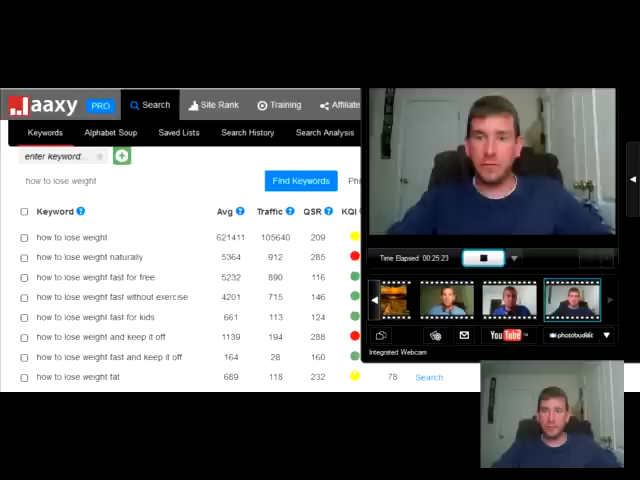 Jaaxy PRO Search Site Rank Training Affiliate
Keywords Alphabet Soup Saved Lists Search History Search Analysis
enter keyword...
how to lose weight Find Keywords
Keyword ? Avg ? Traffic ? QSR ? KQI
how to lose weight 621411 105640 209
how to lose weight naturally 5364 912 285
how to lose weight fast for free 5232 890 116
how to lose weight fast without exercise 4201 715 146
how to lose weight fast for kids 661 113 124
how to lose weight and keep it off 1139 194 288
how to lose weight fast and keep it off 164 28 160
how to lose weight fat 689 118 232 78 Search
Time Elapsed: 00:25:23
YouTube photobucket
Integrated Webcam